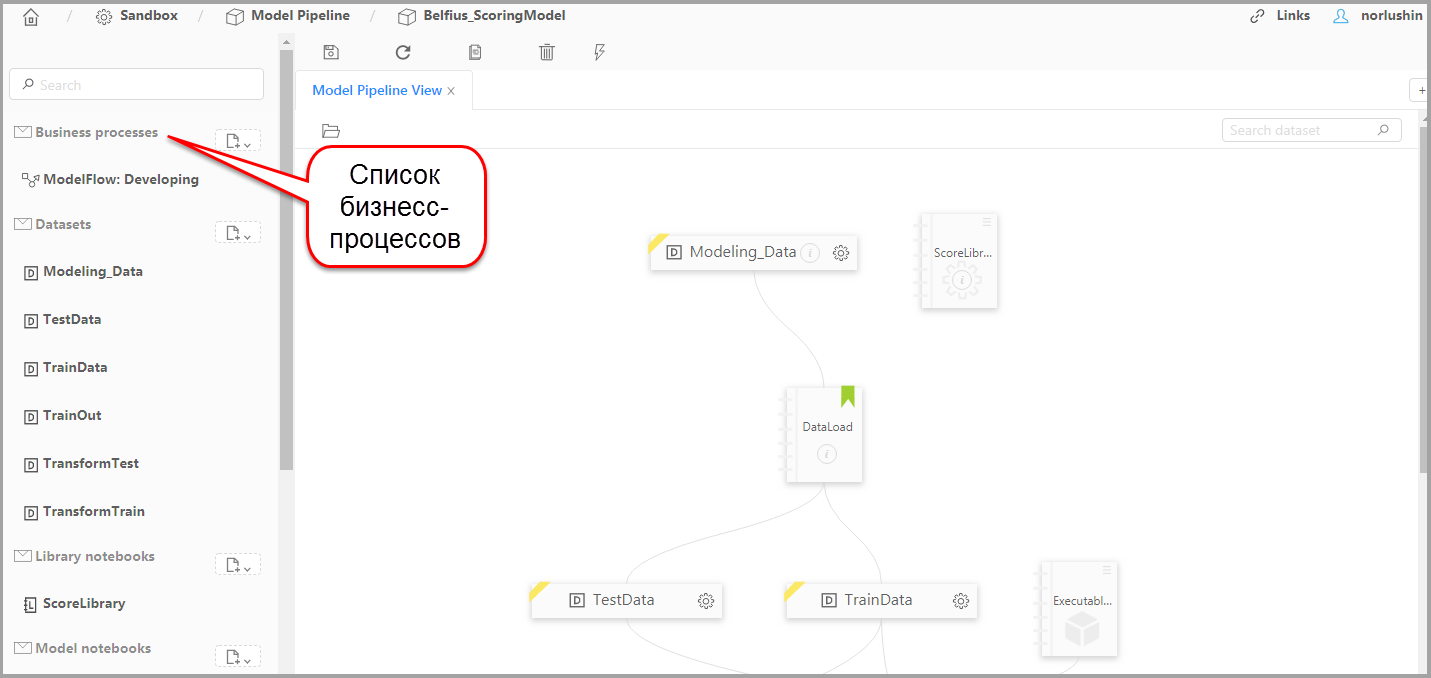 Sandbox / Model Pipeline / Belfius_ScoringModel
Links norlushin
Search
Model Pipeline View
Business processes
Search dataset
Список
бизнесс-
процессов
ModelFlow: Developing
Datasets
Modeling_Data
TestData
TrainData
TrainOut
TransformTest
TransformTrain
Library notebooks
ScoreLibrary
Model notebooks
Modeling_Data
ScoreLibr...
DataLoad
TestData
TrainData
Executabl...